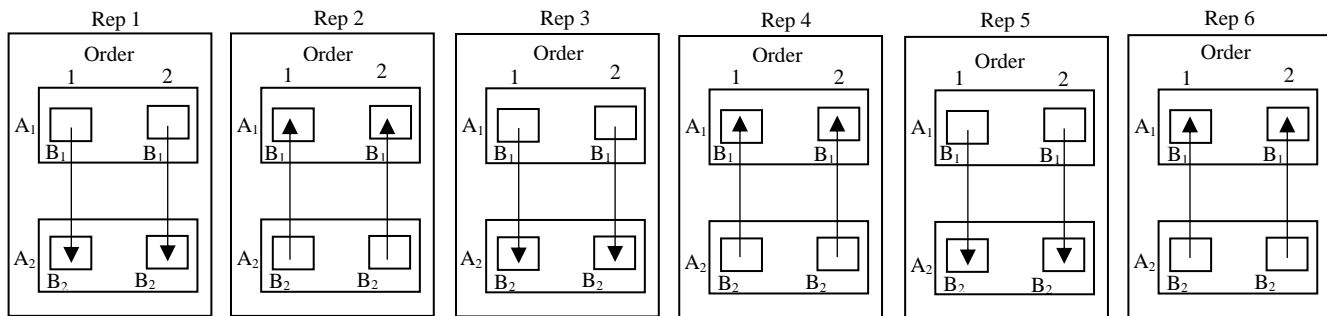 Rep 1 Rep 2 Rep 3 Rep 4 Rep 5 Rep 6
Order Order Order Order Order Order
1 2 1 2 1 2 1 2 1 2 1 2
A₁ A₁ A₁ A₁ A₁ A₁
B₁ B₁ B₁ B₁ B₁ B₁ B₁ B₁ B₁ B₁ B₁ B₁
A₂ A₂ A₂ A₂ A₂ A₂
B₂ B₂ B₂ B₂ B₂ B₂ B₂ B₂ B₂ B₂ B₂ B₂